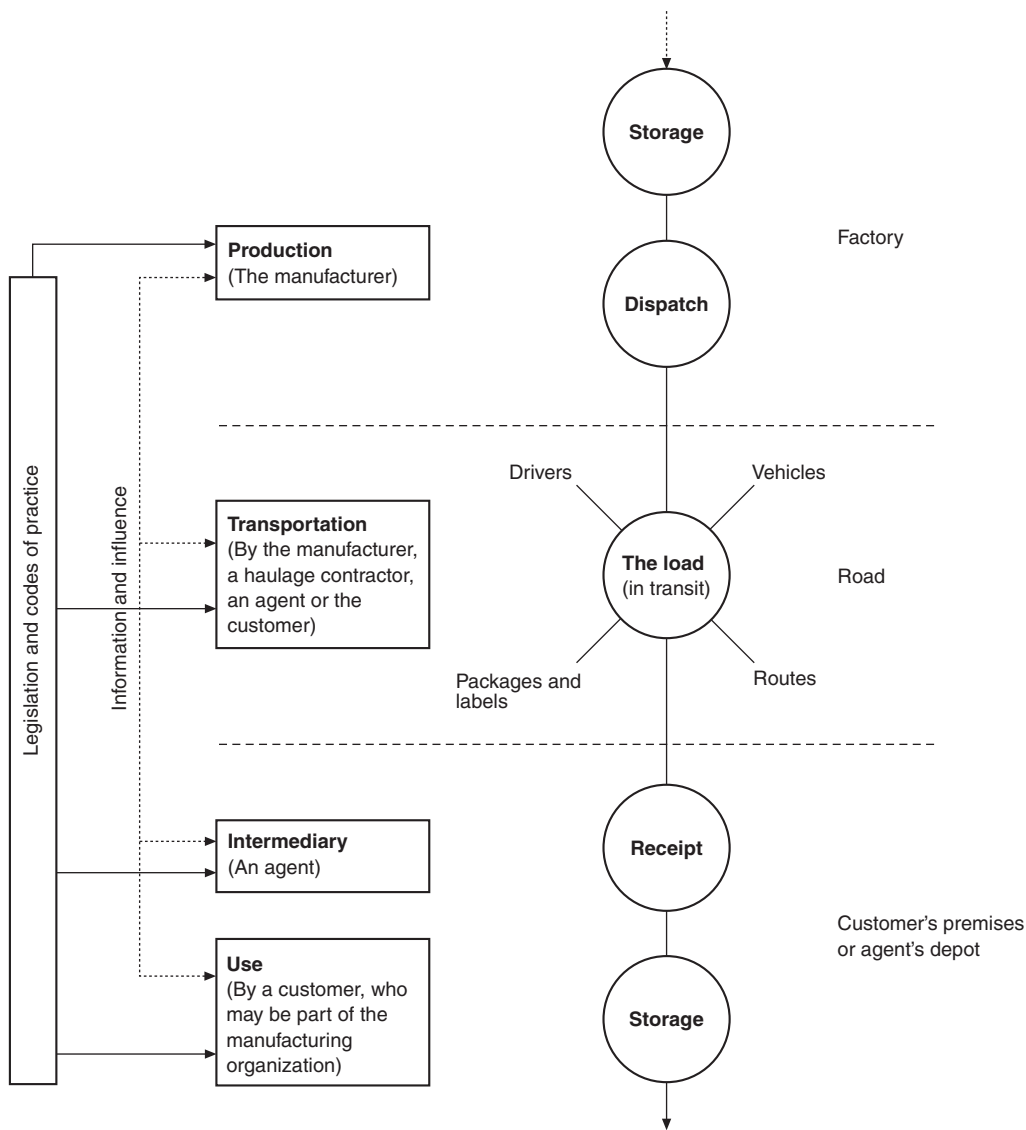 Storage
Production
(The manufacturer)
Factory
Dispatch
Legislation and codes of practice
Information and influence
Drivers
Vehicles
Transportation
(By the manufacturer,
a haulage contractor,
an agent or the
customer)
The load
(in transit)
Road
Packages and
labels
Routes
Intermediary
(An agent)
Receipt
Customer's premises
or agent's depot
Use
(By a customer, who
may be part of the
manufacturing
organization)
Storage